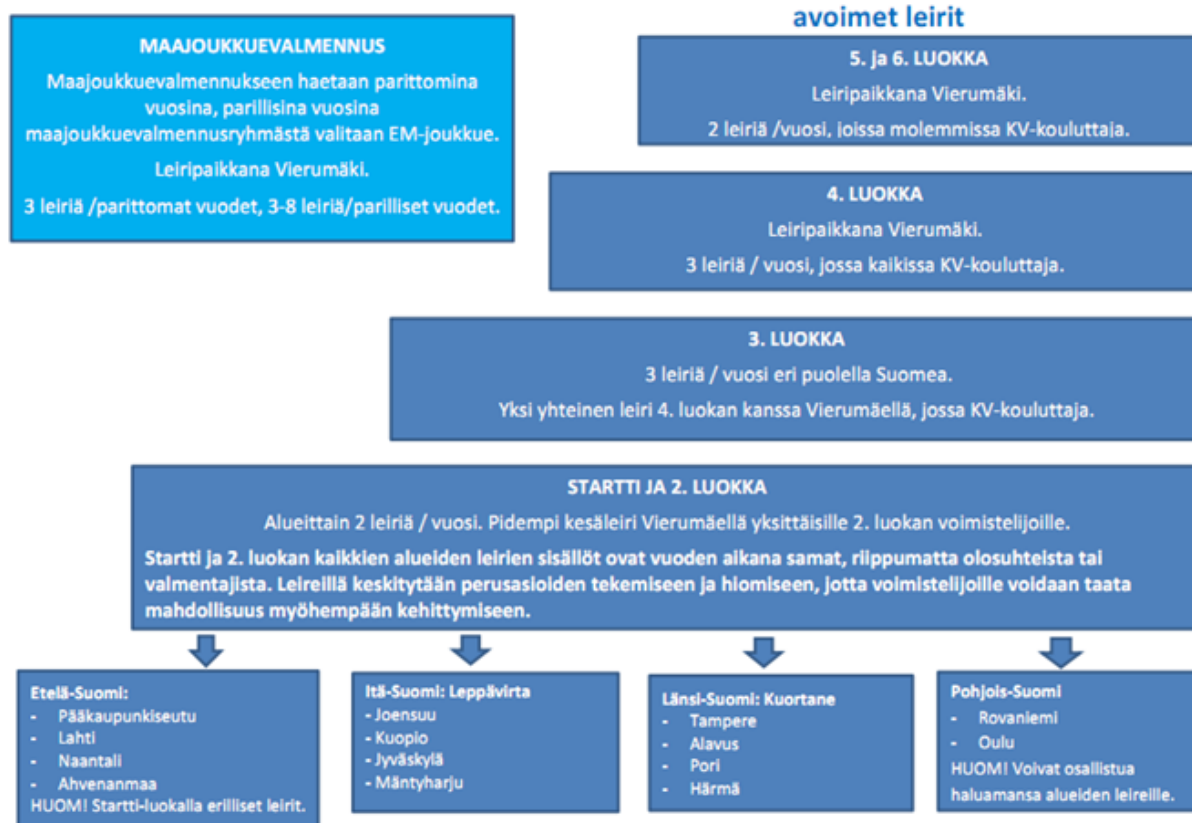 MAAJOUKKUEVALMENNUS
Maajoukkuevalmennukseen haetaan parittomina
vuosina, parillisina vuosina
maajoukkuevalmennusryhmästä valitaan EM-joukkue.
Leiripaikkana Vierumäki.
3 leiriä /parittomat vuodet, 3-8 leiriä/parilliset vuodet.
avoimet leirit
5. ja 6. LUOKKA
Leiripaikkana Vierumäki.
2 leiriä /vuosi, joissa molemmissa KV-kouluttaja.
4. LUOKKA
Leiripaikkana Vierumäki.
3 leiriä / vuosi, jossa kaikissa KV-kouluttaja.
3. LUOKKA
3 leiriä / vuosi eri puolella Suomea.
Yksi yhteinen leiri 4. luokan kanssa Vierumäellä, jossa KV-kouluttaja.
STARTTI JA 2. LUOKKA
Alueittain 2 leiriä / vuosi. Pidempi kesäleiri Vierumäellä yksittäisille 2. luokan voimistelijoille.
Startti ja 2. luokan kaikkien alueiden leirien sisällöt ovat vuoden aikana samat, riippumatta olosuhteista tai
valmentajista. Leireillä keskitytään perusasioiden tekemiseen ja hiomiseen, jotta voimistelijoille voidaan taata
mahdollisuus myöhempään kehittymiseen.
Etelä-Suomi:
- Pääkaupunkiseutu
- Lahti
- Naantali
- Ahvenanmaa
HUOM! Startti-luokalla erilliset leirit.
Itä-Suomi: Leppävirta
- Joensuu
- Kuopio
- Jyväskylä
- Mäntyharju
Länsi-Suomi: Kuortane
- Tampere
- Alavus
- Pori
- Härmä
Pohjois-Suomi
- Rovaniemi
- Oulu
HUOM! Voivat osallistua
haluamansa alueiden leireille.